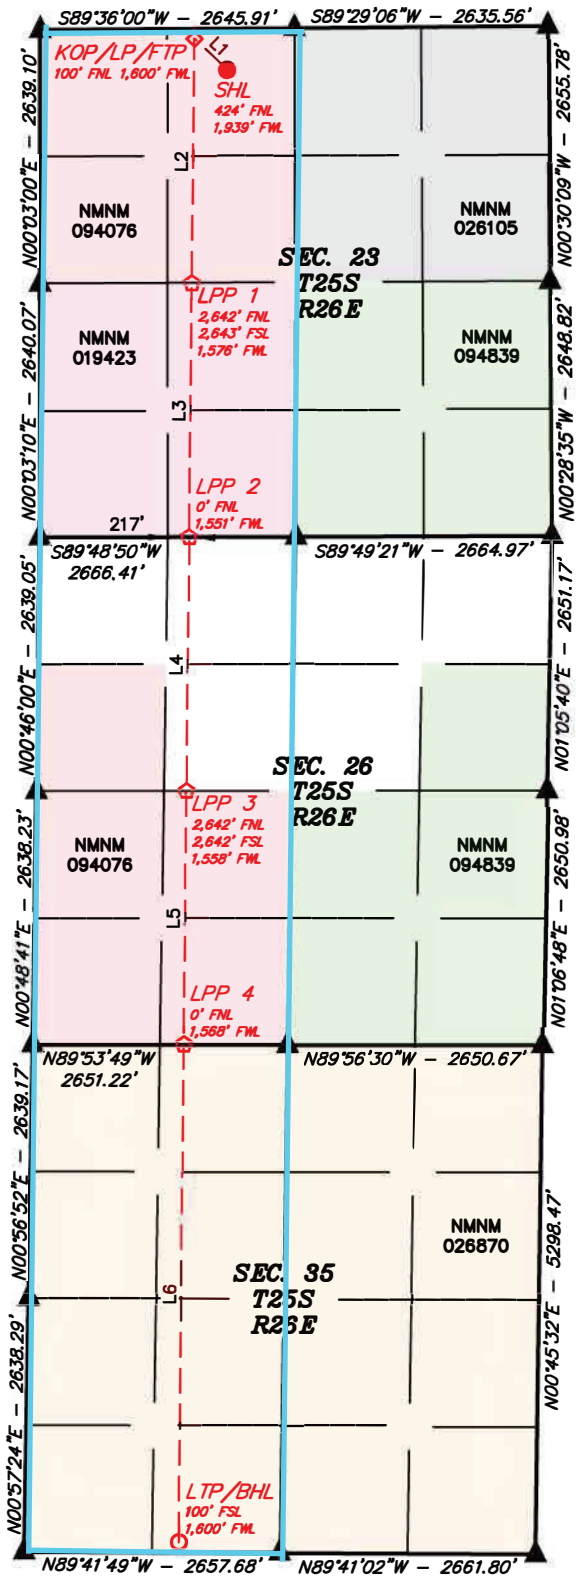 S89°36'00"W - 2645.91'
S89°29'06"W - 2635.56'
KOP/LP/FTP
100' FNL 1,600' FWL
L1
SHL
424' FNL
1,939' FWL
N00°03'00"E - 2639.10'
N00°30'09"W - 2655.78'
L2
NMNM
094076
NMNM
026105
SEC. 23
T25S
R26E
LPP 1
2,642' FNL
2,643' FSL
1,576' FWL
NMNM
019423
NMNM
094839
N00°03'10"E - 2640.07'
N00°28'35"W - 2648.82'
L3
LPP 2
0' FNL
1,551' FWL
217'
S89°48'50"W
2666.41'
S89°49'21"W - 2664.97'
N00°46'00"E - 2639.05'
N01°05'40"E - 2651.17'
L4
SEC. 26
T25S
R26E
LPP 3
2,642' FNL
2,642' FSL
1,558' FWL
NMNM
094076
NMNM
094839
N00°48'41"E - 2638.23'
N01°06'48"E - 2650.98'
L5
LPP 4
0' FNL
1,568' FWL
N89°53'49"W
2651.22'
N89°56'30"W - 2650.67'
N00°56'52"E - 2639.17'
NMNM
026870
SEC. 35
T25S
R26E
L6
N00°45'32"E - 5298.47'
N00°57'24"E - 2638.29'
LTP/BHL
100' FSL
1,600' FWL
N89°41'49"W - 2657.68'
N89°41'02"W - 2661.80'